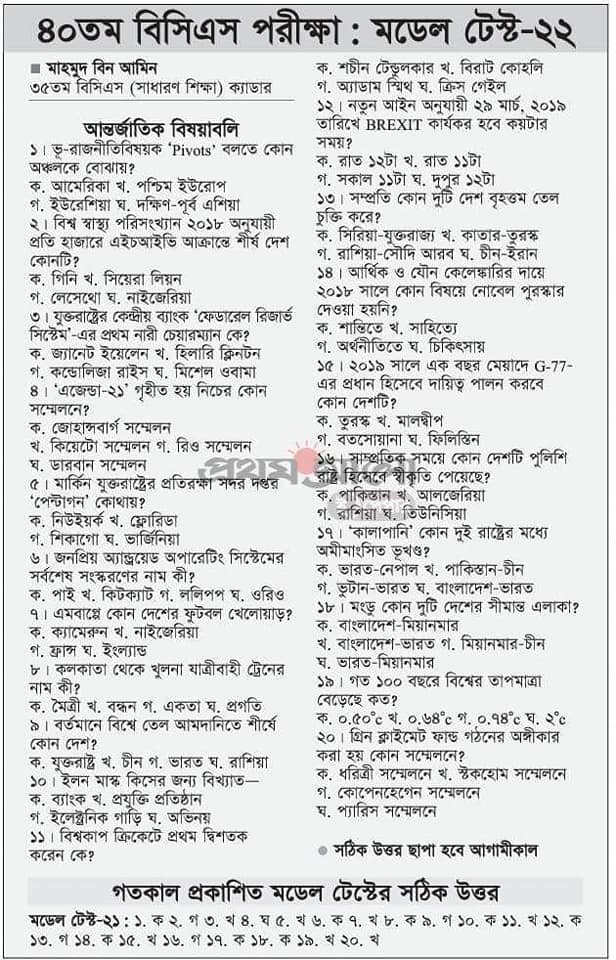 ৪০তম বিসিএস পরীক্ষা : মডেল টেস্ট-২২
■ মাহমুদ বিন আমিন
৩৫তম বিসিএস (সাধারণ শিক্ষা) ক্যাডার
আন্তর্জাতিক বিষয়াবলি
১। ভূ-রাজনীতিবিষয়ক ‘Pivots’ বলতে কোন
অঞ্চলকে বোঝায়?
ক. আমেরিকা খ. পশ্চিম ইউরোপ
গ. ইউরেশিয়া ঘ. দক্ষিণ-পূর্ব এশিয়া
২। বিশ্ব স্বাস্থ্য পরিসংখ্যান ২০১৮ অনুযায়ী
প্রতি হাজারে এইচআইভি আক্রান্তে শীর্ষ দেশ
কোনটি?
ক. গিনি খ. সিয়েরা লিয়ন
গ. লেসেথো ঘ. নাইজেরিয়া
৩। যুক্তরাষ্ট্রের কেন্দ্রীয় ব্যাংক ‘ফেডারেল রিজার্ভ
সিস্টেম’-এর প্রথম নারী চেয়ারম্যান কে?
ক. জ্যানেট ইয়েলেন খ. হিলারি ক্লিনটন
গ. কন্ডোলিজা রাইস ঘ. মিশেল ওবামা
৪। ‘এজেন্ডা-২১’ গৃহীত হয় নিচের কোন
সম্মেলনে?
ক. জোহান্সবার্গ সম্মেলন
খ. কিয়েটো সম্মেলন গ. রিও সম্মেলন
ঘ. ডারবান সম্মেলন
৫। মার্কিন যুক্তরাষ্ট্রের প্রতিরক্ষা সদর দপ্তর
‘পেন্টাগন’ কোথায়?
ক. নিউইয়র্ক খ. ফ্লোরিডা
গ. শিকাগো ঘ. ভার্জিনিয়া
৬। জনপ্রিয় অ্যান্ড্রয়েড অপারেটিং সিস্টেমের
সর্বশেষ সংস্করণের নাম কী?
ক. পাই খ. কিটক্যাট গ. ললিপপ ঘ. ওরিও
৭। এমবাপ্পে কোন দেশের ফুটবল খেলোয়াড়?
ক. ক্যামেরুন খ. নাইজেরিয়া
গ. ফ্রান্স ঘ. ইংল্যান্ড
৮। কলকাতা থেকে খুলনা যাত্রীবাহী ট্রেনের
নাম কী?
ক. মৈত্রী খ. বন্ধন গ. একতা ঘ. প্রগতি
৯। বর্তমানে বিশ্বে তেল আমদানিতে শীর্ষে
কোন দেশ?
ক. যুক্তরাষ্ট্র খ. চীন গ. ভারত ঘ. রাশিয়া
১০। ইলন মাস্ক কিসের জন্য বিখ্যাত—
ক. ব্যাংক খ. প্রযুক্তি প্রতিষ্ঠান
গ. ইলেক্ট্রনিক গাড়ি ঘ. অভিনয়
১১। বিশ্বকাপ ক্রিকেটে প্রথম দ্বিশতক
করেন কে?
ক. শচীন টেন্ডুলকার খ. বিরাট কোহলি
গ. অ্যাডাম স্মিথ ঘ. ক্রিস গেইল
১২। নতুন আইন অনুযায়ী ২৯ মার্চ, ২০১৯
তারিখে BREXIT কার্যকর হবে কয়টার
সময়?
ক. রাত ১২টা খ. রাত ১১টা
গ. সকাল ১১টা ঘ. দুপুর ১২টা
১৩। সম্প্রতি কোন দুটি দেশ বৃহত্তম তেল
চুক্তি করে?
ক. সিরিয়া-যুক্তরাজ্য খ. কাতার-তুরস্ক
গ. রাশিয়া-সৌদি আরব ঘ. চীন-ইরান
১৪। আর্থিক ও যৌন কেলেঙ্কারির দায়ে
২০১৮ সালে কোন বিষয়ে নোবেল পুরস্কার
দেওয়া হয়নি?
ক. শান্তিতে খ. সাহিত্যে
গ. অর্থনীতিতে ঘ. চিকিৎসায়
১৫। ২০১৯ সালে এক বছর মেয়াদে G-77-
এর প্রধান হিসেবে দায়িত্ব পালন করবে
কোন দেশটি?
ক. তুরস্ক খ. মালদ্বীপ
গ. বতসোয়ানা ঘ. ফিলিস্তিন
১৬। সাম্প্রতিক সময়ে কোন দেশটি পুলিশি
রাষ্ট্র হিসেবে স্বীকৃতি পেয়েছে?
ক. পাকিস্তান খ. আলজেরিয়া
গ. রাশিয়া ঘ. তিউনিসিয়া
১৭। ‘কালাপানি’ কোন দুই রাষ্ট্রের মধ্যে
অমীমাংসিত ভূখণ্ড?
ক. ভারত-নেপাল খ. পাকিস্তান-চীন
গ. ভুটান-ভারত ঘ. বাংলাদেশ-ভারত
১৮। মংডু কোন দুটি দেশের সীমান্ত এলাকা?
ক. বাংলাদেশ-মিয়ানমার
খ. বাংলাদেশ-ভারত গ. মিয়ানমার-চীন
ঘ. ভারত-মিয়ানমার
১৯। গত ১০০ বছরে বিশ্বের তাপমাত্রা
বেড়েছে কত?
ক. ০.৫০°c খ. ০.৬৪°c গ. ০.৭৪°c ঘ. ২°c
২০। গ্রিন ক্লাইমেট ফান্ড গঠনের অঙ্গীকার
করা হয় কোন সম্মেলনে?
ক. ধরিত্রী সম্মেলনে খ. স্টকহোম সম্মেলনে
গ. কোপেনহেগেন সম্মেলনে
ঘ. প্যারিস সম্মেলনে
● সঠিক উত্তর ছাপা হবে আগামীকাল
প্রথম আলো
গতকাল প্রকাশিত মডেল টেস্টের সঠিক উত্তর
মডেল টেস্ট-২১ : ১. ক ২. গ ৩. খ ৪. ঘ ৫. খ ৬. ক ৭. খ ৮. ক ৯. গ ১০. ক ১১. খ ১২. ক
১৩. গ ১৪. ক ১৫. খ ১৬. গ ১৭. ক ১৮. ক ১৯. খ ২০. খ